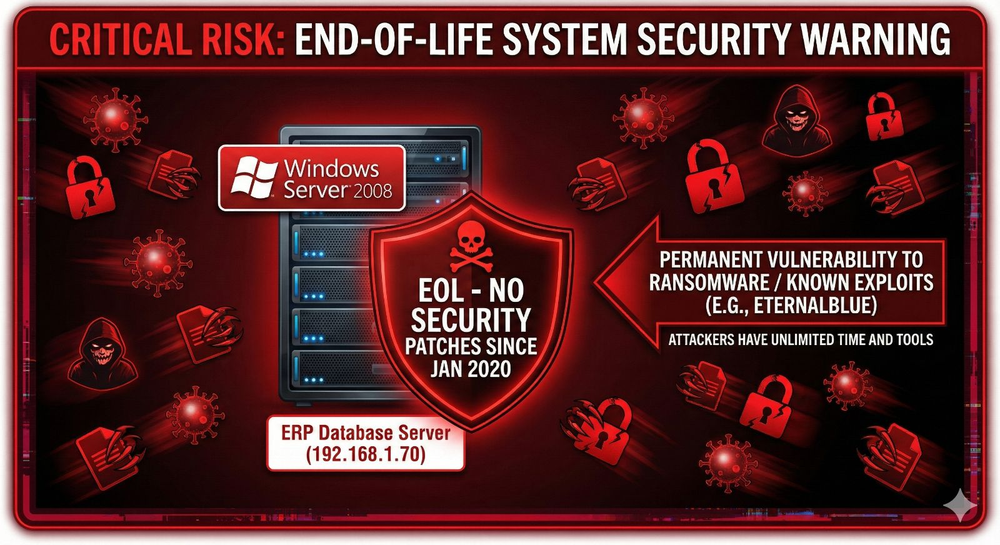 CRITICAL RISK: END-OF-LIFE SYSTEM SECURITY WARNING
Windows
Server 2008
EOL - NO
SECURITY
PATCHES SINCE
JAN 2020
ERP Database Server
(192.168.1.70)
PERMANENT VULNERABILITY TO
RANSOMWARE / KNOWN EXPLOITS
(E.G., ETERNALBLUE)
ATTACKERS HAVE UNLIMITED TIME AND TOOLS